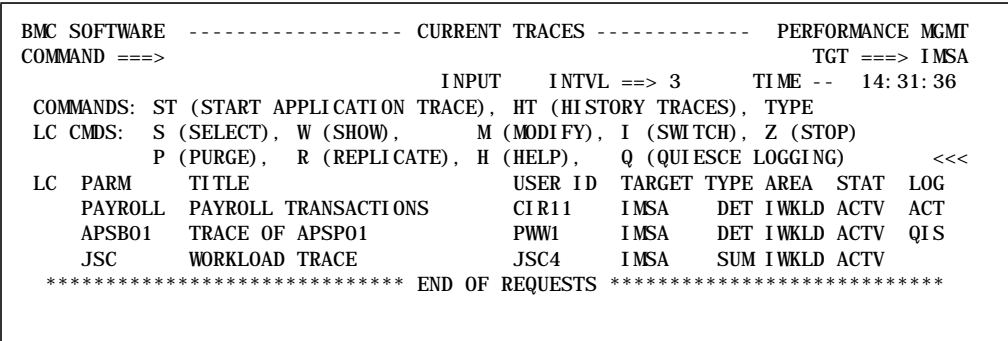 BMC SOFTWARE ------------------ CURRENT TRACES ------------- PERFORMANCE MGMT
COMMAND ===> TGT ===> IMSA
INPUT INTVL ==> 3 TIME -- 14:31:36
COMMANDS: ST (START APPLICATION TRACE), HT (HISTORY TRACES), TYPE
LC CMDS: S (SELECT), W (SHOW), M (MODIFY), I (SWITCH), Z (STOP)
P (PURGE), R (REPLICATE), H (HELP), Q (QUIESCE LOGGING) <<<
LC PARM TITLE USER ID TARGET TYPE AREA STAT LOG
PAYROLL PAYROLL TRANSACTIONS CIR11 IMSA DET IWKLD ACTV ACT
APSBO1 TRACE OF APSPO1 PWW1 IMSA DET IWKLD ACTV QIS
JSC WORKLOAD TRACE JSC4 IMSA SUM IWKLD ACTV
****************************** END OF REQUESTS ****************************